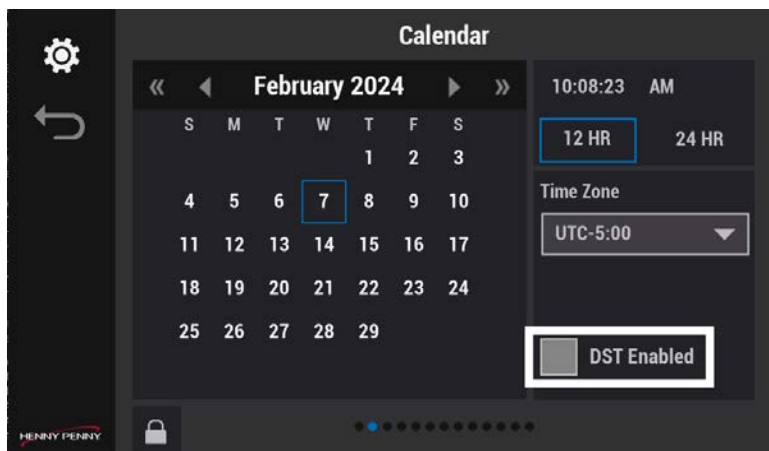 Calendar
« ◀ February 2024 ▶ »
S M T W T F S
1 2 3
4 5 6 7 8 9 10
11 12 13 14 15 16 17
18 19 20 21 22 23 24
25 26 27 28 29
10:08:23 AM
12 HR 24 HR
Time Zone
UTC-5:00
DST Enabled
HENNY PENNY